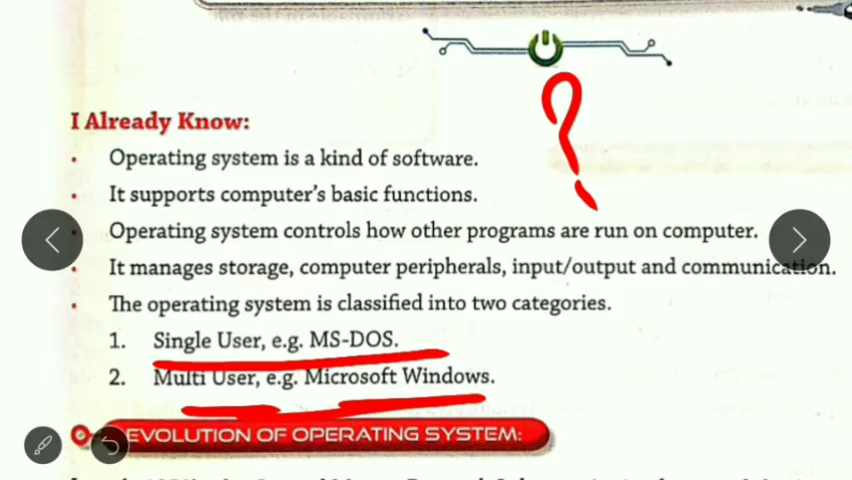 I Already Know:
• Operating system is a kind of software.
• It supports computer's basic functions.
• Operating system controls how other programs are run on computer.
• It manages storage, computer peripherals, input/output and communication.
• The operating system is classified into two categories.
1. Single User, e.g. MS-DOS.
2. Multi User, e.g. Microsoft Windows.
?
EVOLUTION OF OPERATING SYSTEM: